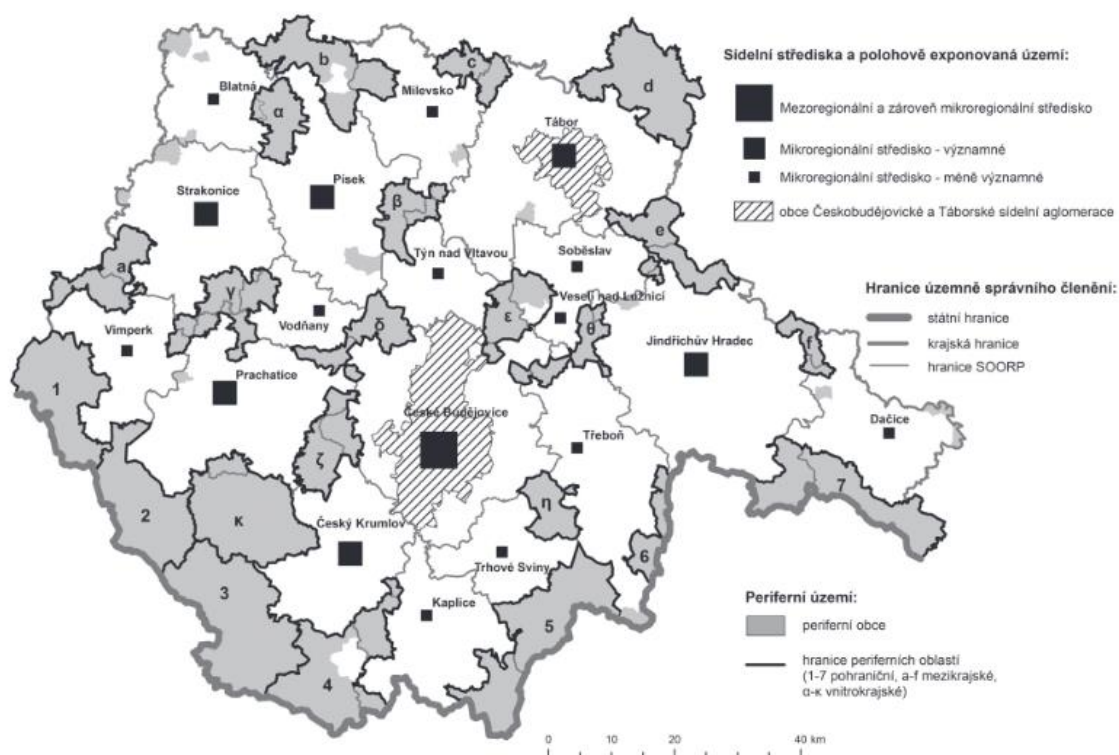 Sídelní střediska a polohově exponovaná území:
Mezoregionální a zároveň mikroregionální středisko
Mikroregionální středisko - významné
Mikroregionální středisko - méně významné
obce Českobudějovické a Táborské sídelní aglomerace
Hranice územně správního členění:
státní hranice
krajská hranice
hranice SOORP
Periferní území:
periferní obce
hranice periferních oblastí
(1-7 pohraniční, a-f mezikrajské,
α-κ vnitrokrajské)
b
c
d
Blatná
α
Milevsko
Tábor
Strakonice
Písek
β
e
a
Týn nad Vltavou
Soběslav
γ
Vodňany
δ
ε
Veselí nad Lužnicí
θ
Vimperk
Jindřichův Hradec
f
1
Prachatice
České Budějovice
Dačice
ζ
Třeboň
2
κ
Český Krumlov
η
7
3
Trhové Sviny
6
Kaplice
5
4
0 20 40 km